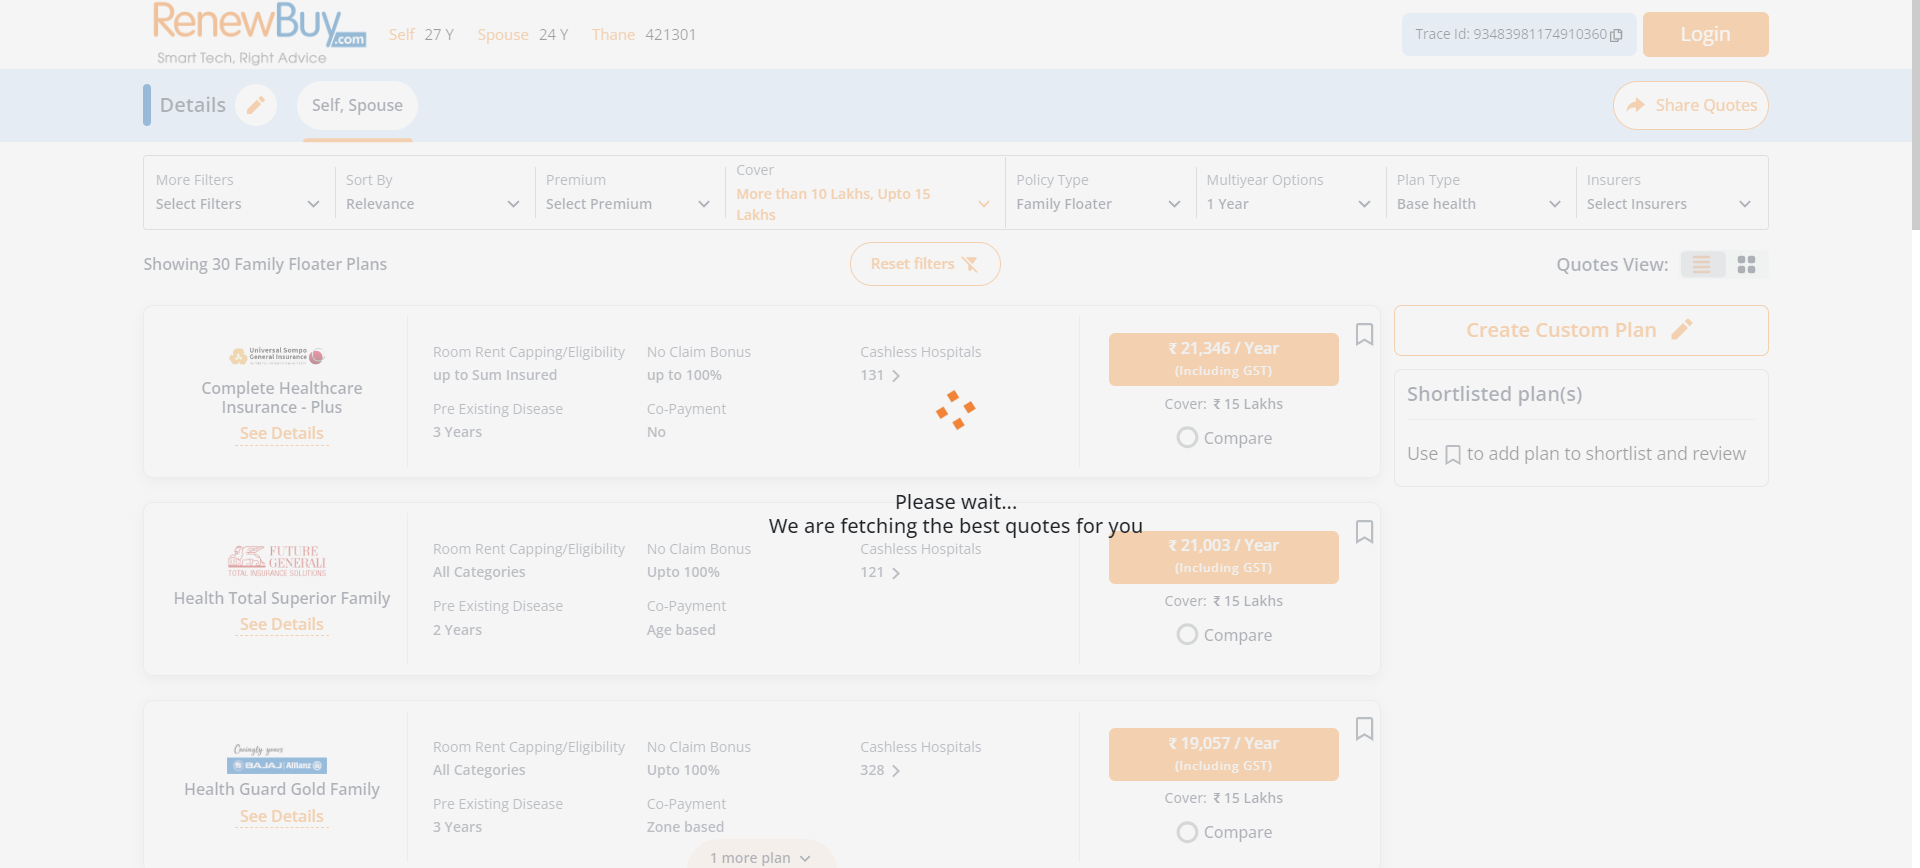 RenewBuy
.com
Smart Tech, Right Advice
Self 27 Y Spouse 24 Y Thane 421301
Trace Id: 93483981174910360
Login
Details
Self, Spouse
Share Quotes
More Filters
Select Filters
Sort By
Relevance
Premium
Select Premium
Cover
More than 10 Lakhs, Upto 15
Lakhs
Policy Type
Family Floater
Multiyear Options
1 Year
Plan Type
Base health
Insurers
Select Insurers
Showing 30 Family Floater Plans
Reset filters
Quotes View:
Universal Sompo
General Insurance
Complete Healthcare
Insurance - Plus
See Details
Room Rent Capping/Eligibility
up to Sum Insured
No Claim Bonus
up to 100%
Cashless Hospitals
131
Pre Existing Disease
3 Years
Co-Payment
No
₹ 21,346 / Year
(Including GST)
Cover: ₹ 15 Lakhs
Compare
Create Custom Plan
Shortlisted plan(s)
Use to add plan to shortlist and review
Please wait...
We are fetching the best quotes for you
FUTURE
GENERALI
TOTAL INSURANCE SOLUTIONS
Health Total Superior Family
See Details
Room Rent Capping/Eligibility
All Categories
No Claim Bonus
Upto 100%
Cashless Hospitals
121
Pre Existing Disease
2 Years
Co-Payment
Age based
₹ 21,003 / Year
(Including GST)
Cover: ₹ 15 Lakhs
Compare
Caringly yours
BAJAJ Allianz
Health Guard Gold Family
See Details
Room Rent Capping/Eligibility
All Categories
No Claim Bonus
Upto 100%
Cashless Hospitals
328
Pre Existing Disease
3 Years
Co-Payment
Zone based
₹ 19,057 / Year
(Including GST)
Cover: ₹ 15 Lakhs
Compare
1 more plan